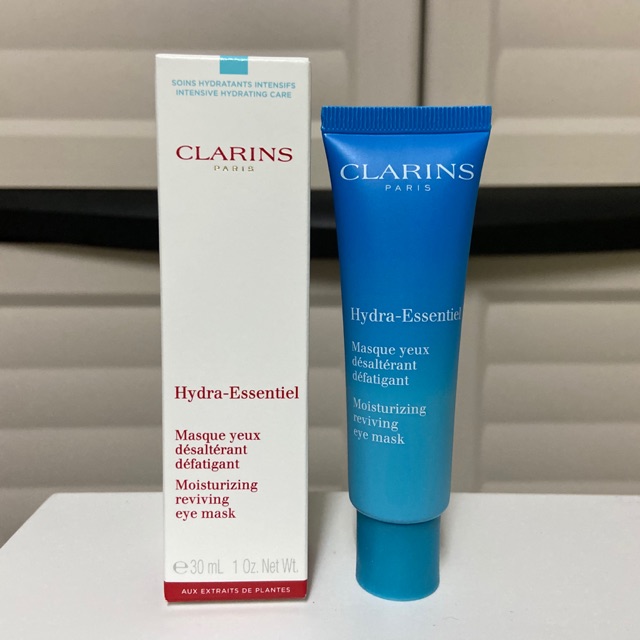 SOINS HYDRATANTS INTENSIFS
INTENSIVE HYDRATING CARE
CLARINS
PARIS
Hydra-Essentiel
Masque yeux
désaltérant
défatigant
Moisturizing
reviving
eye mask
℮30 mL 1 Oz. Net Wt.
AUX EXTRAITS DE PLANTES
CLARINS
PARIS
Hydra-Essentiel
Masque yeux
désaltérant
défatigant
Moisturizing
reviving
eye mask